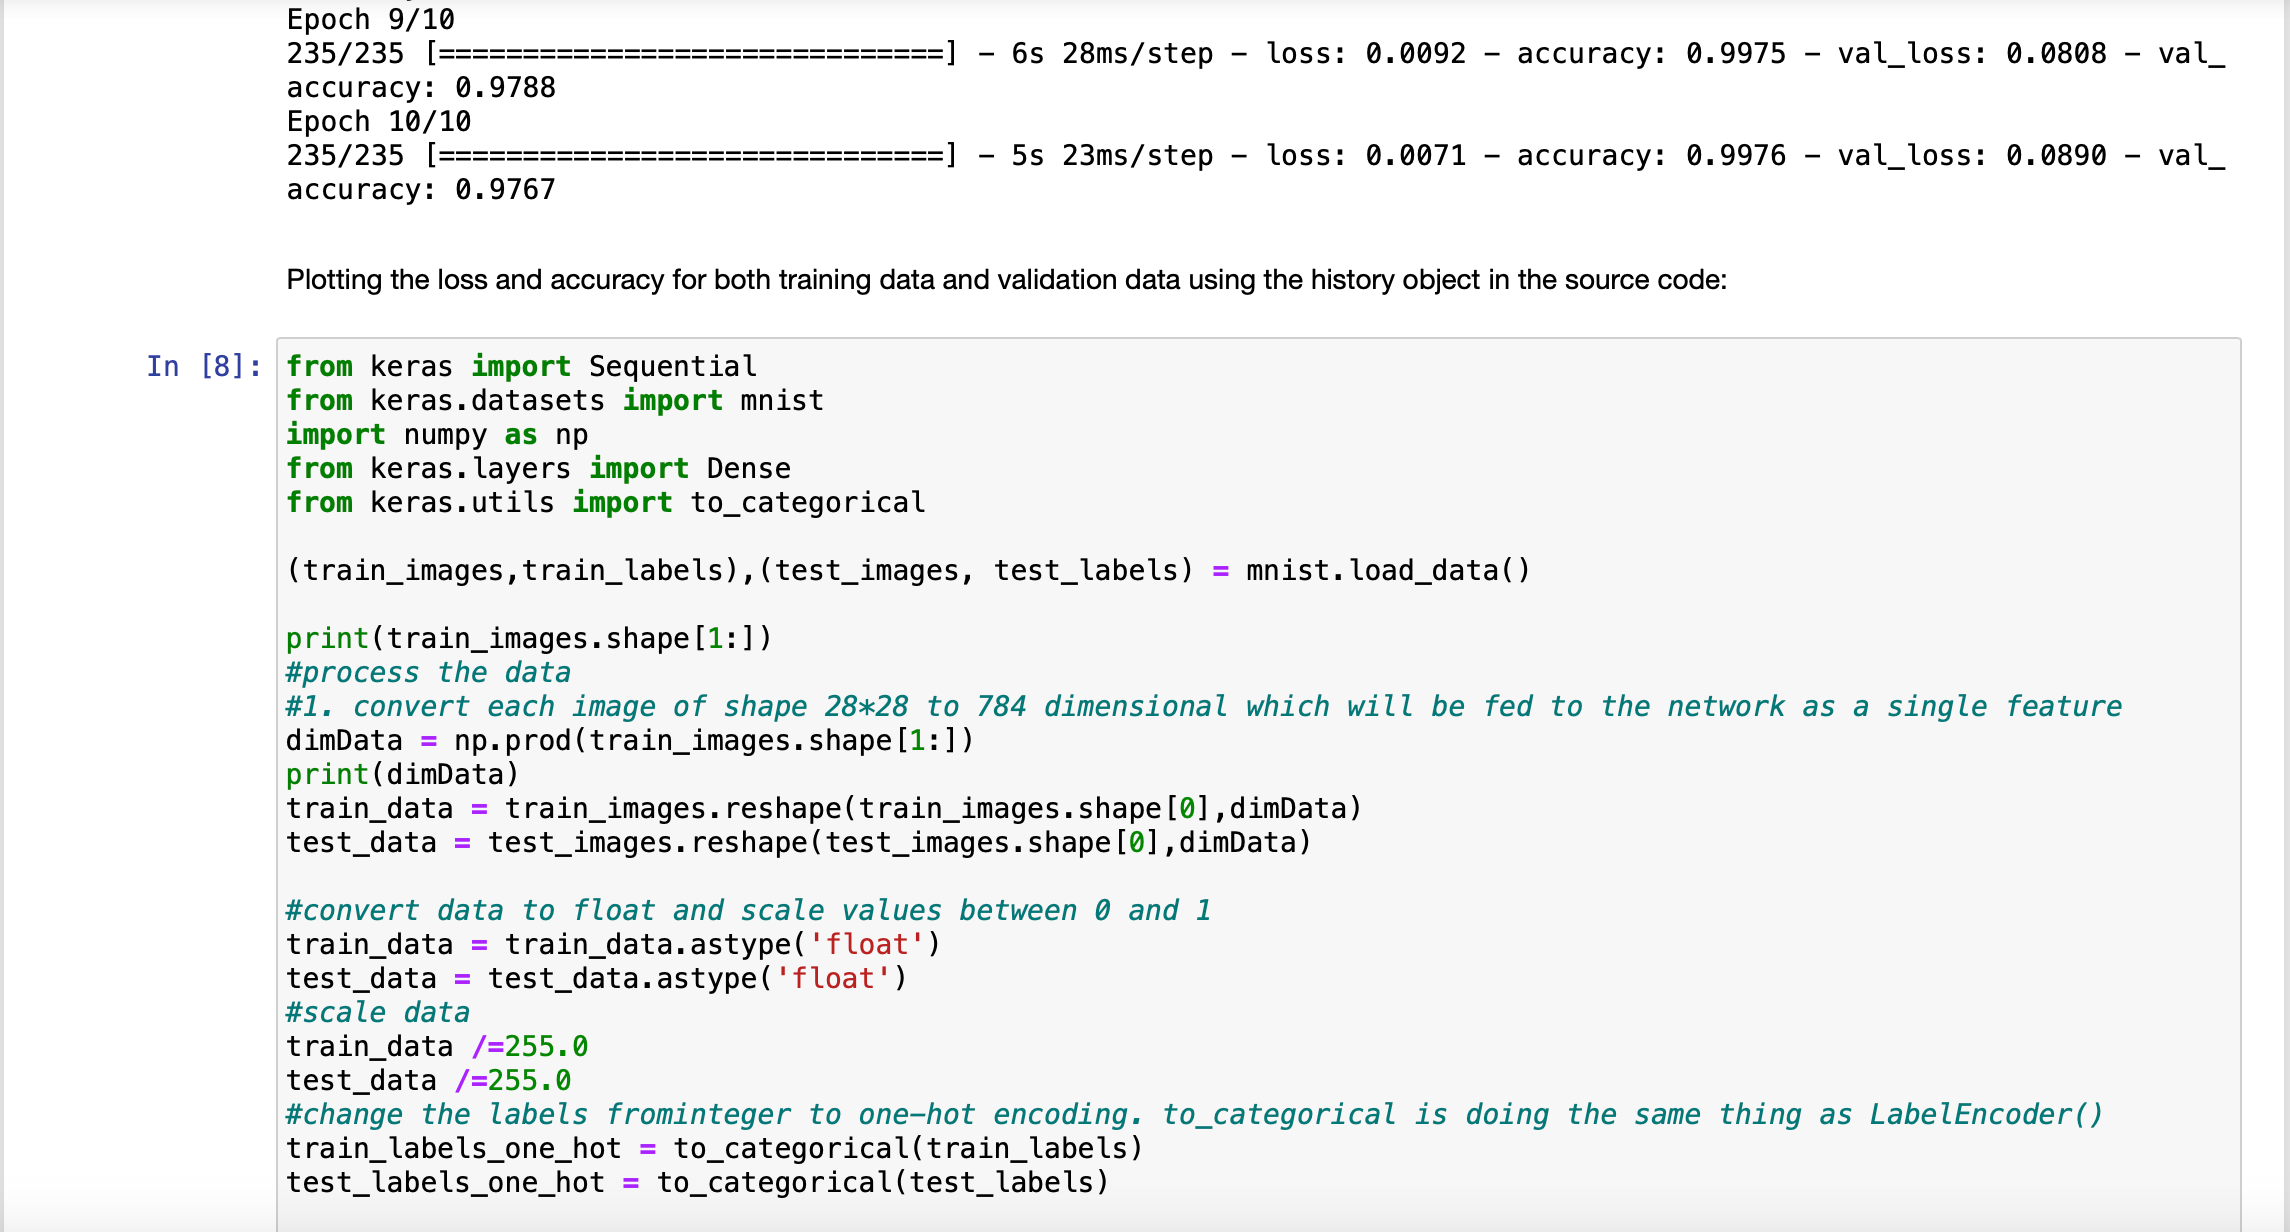 Epoch 9/10
235/235 [==============================] - 6s 28ms/step - loss: 0.0092 - accuracy: 0.9975 - val_loss: 0.0808 - val_
accuracy: 0.9788
Epoch 10/10
235/235 [==============================] - 5s 23ms/step - loss: 0.0071 - accuracy: 0.9976 - val_loss: 0.0890 - val_
accuracy: 0.9767
Plotting the loss and accuracy for both training data and validation data using the history object in the source code:
In [8]: from keras import Sequential
from keras.datasets import mnist
import numpy as np
from keras.layers import Dense
from keras.utils import to_categorical
(train_images,train_labels),(test_images, test_labels) = mnist.load_data()
print(train_images.shape[1:])
#process the data
#1. convert each image of shape 28*28 to 784 dimensional which will be fed to the network as a single feature
dimData = np.prod(train_images.shape[1:])
print(dimData)
train_data = train_images.reshape(train_images.shape[0],dimData)
test_data = test_images.reshape(test_images.shape[0],dimData)
#convert data to float and scale values between 0 and 1
train_data = train_data.astype('float')
test_data = test_data.astype('float')
#scale data
train_data /=255.0
test_data /=255.0
#change the labels frominteger to one-hot encoding. to_categorical is doing the same thing as LabelEncoder()
train_labels_one_hot = to_categorical(train_labels)
test_labels_one_hot = to_categorical(test_labels)